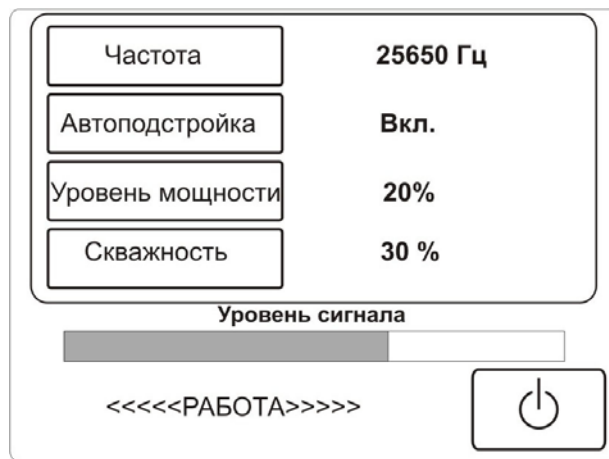 Частота 25650 Гц
Автоподстройка Вкл.
Уровень мощности 20%
Скважность 30 %
Уровень сигнала
<<<<<РАБОТА>>>>>